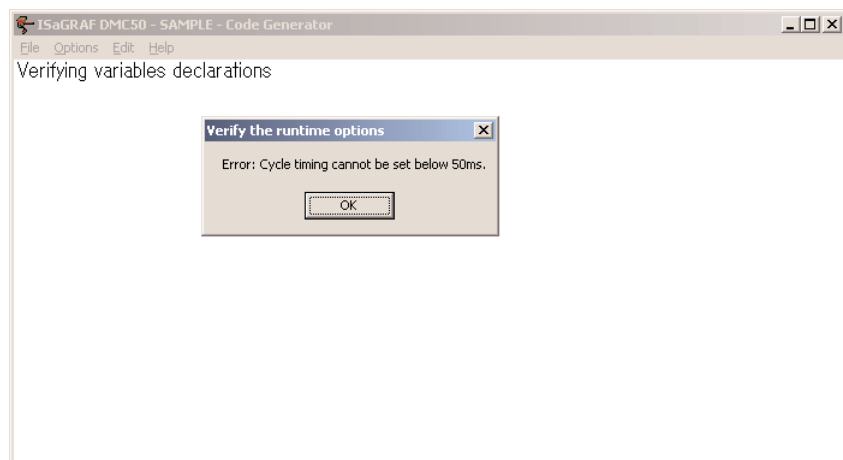 ISaGRAF DMC50 - SAMPLE - Code Generator
File Options Edit Help
Verifying variables declarations
Verify the runtime options
Error: Cycle timing cannot be set below 50ms.
OK